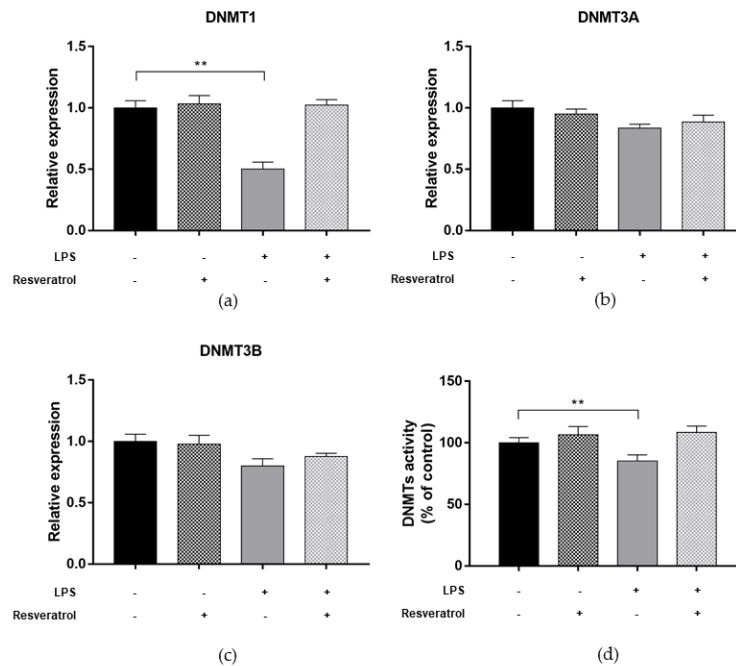 DNMT1
Relative expression
1.5
1.0
0.5
0.0
**
LPS - - + +
Resveratrol - + - +
(a)
DNMT3A
Relative expression
1.5
1.0
0.5
0.0
LPS - - + +
Resveratrol - + - +
(b)
DNMT3B
Relative expression
1.5
1.0
0.5
0.0
LPS - - + +
Resveratrol - + - +
(c)
DNMTs activity
(% of control)
150
100
50
0
**
LPS - - + +
Resveratrol - + - +
(d)